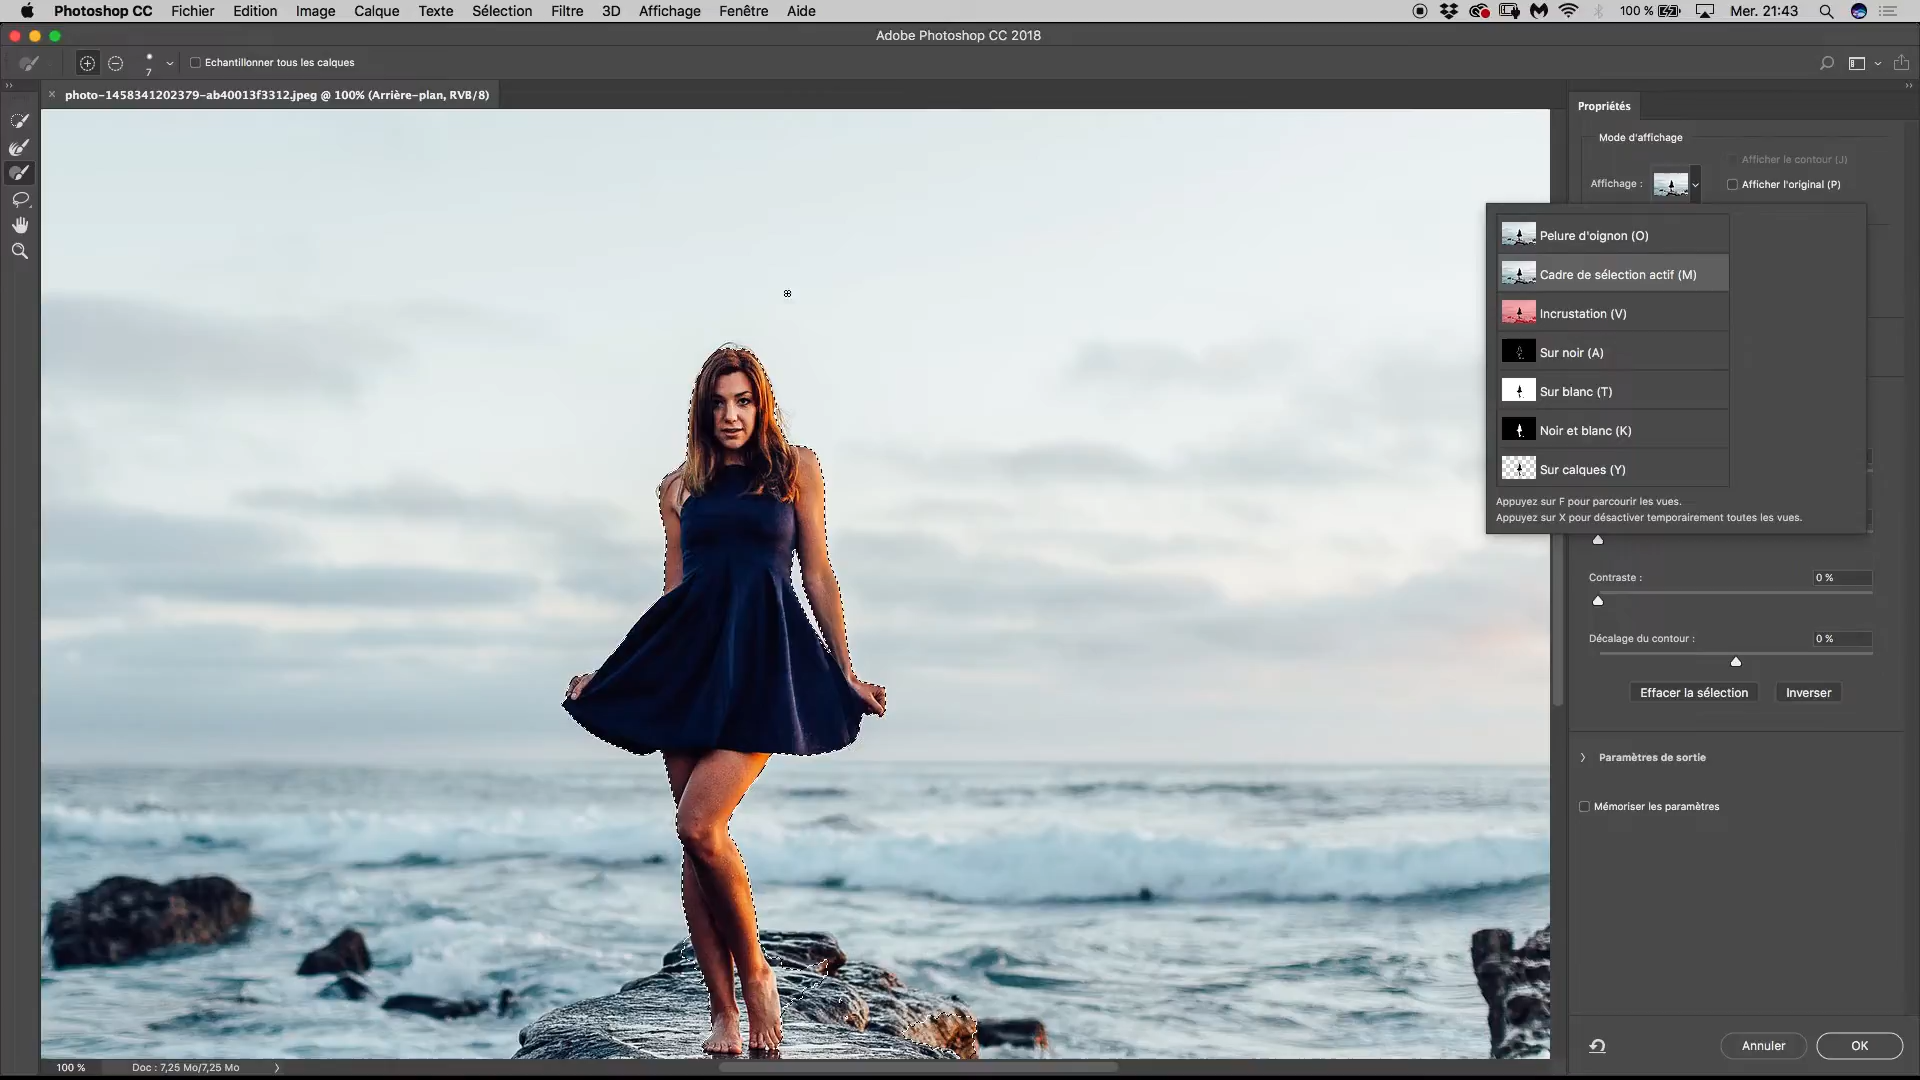 Photoshop CC Fichier Edition Image Calque Texte Sélection Filtre 3D Affichage Fenêtre Aide 100 % Mer. 21:43
Adobe Photoshop CC 2018
7 Echantillonner tous les calques
photo-1458341202379-ab40013f3312.jpeg @ 100% (Arrière-plan, RVB/8)
Propriétés
Mode d'affichage
Afficher le contour (J)
Affichage : Afficher l'original (P)
Pelure d'oignon (O)
Cadre de sélection actif (M)
Incrustation (V)
Sur noir (A)
Sur blanc (T)
Noir et blanc (K)
Sur calques (Y)
Appuyez sur F pour parcourir les vues.
Appuyez sur X pour désactiver temporairement toutes les vues.
Contraste : 0 %
Décalage du contour : 0 %
Effacer la sélection Inverser
Paramètres de sortie
Mémoriser les paramètres
Annuler OK
100 % Doc : 7,25 Mo/7,25 Mo